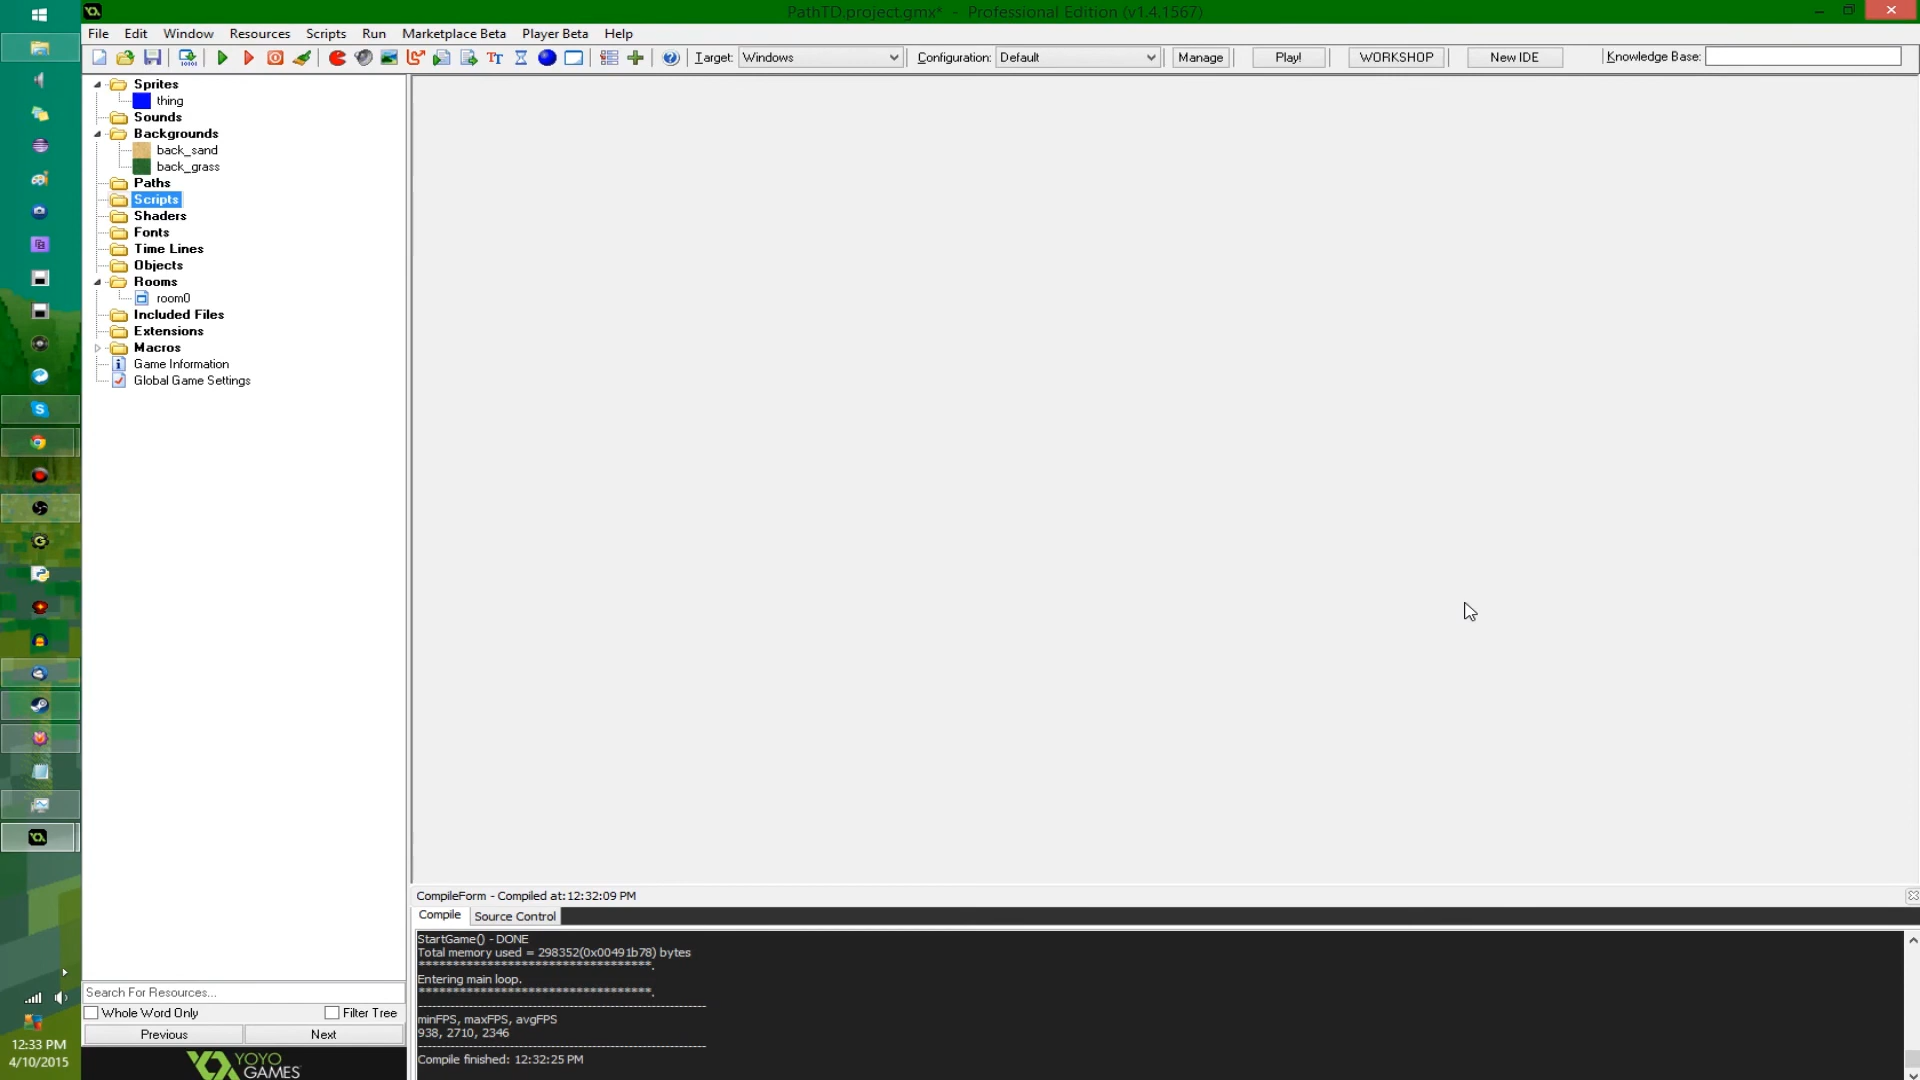 PathTD.project.gmx* - Professional Edition (v1.4.1567)
File Edit Window Resources Scripts Run Marketplace Beta Player Beta Help
Target: Windows Configuration: Default Manage Play! WORKSHOP New IDE Knowledge Base:
Sprites
thing
Sounds
Backgrounds
back_sand
back_grass
Paths
Scripts
Shaders
Fonts
Time Lines
Objects
Rooms
room0
Included Files
Extensions
Macros
Game Information
Global Game Settings
CompileForm - Compiled at:12:32:09 PM
Compile Source Control
StartGame() - DONE
Total memory used = 298352(0x00491b78) bytes
***********************************.
Entering main loop.
***********************************.
minFPS, maxFPS, avgFPS
938, 2710, 2346
Compile finished: 12:32:25 PM
Search For Resources...
Whole Word Only Filter Tree
Previous Next
YOYO
GAMES
12:33 PM
4/10/2015